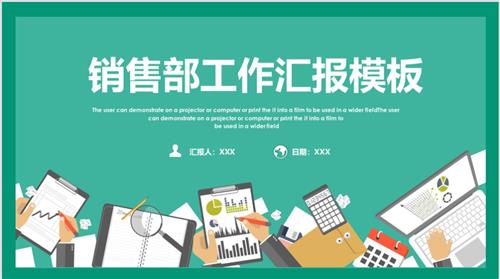 销售部工作汇报模板
The user can demonstrate on a projector or computer or print the it into a film to be used in a wider fieldThe user
can demonstrate on a projector or computer or print the it into a film to
be used in a wider field
汇报人：XXX
日期：XXX